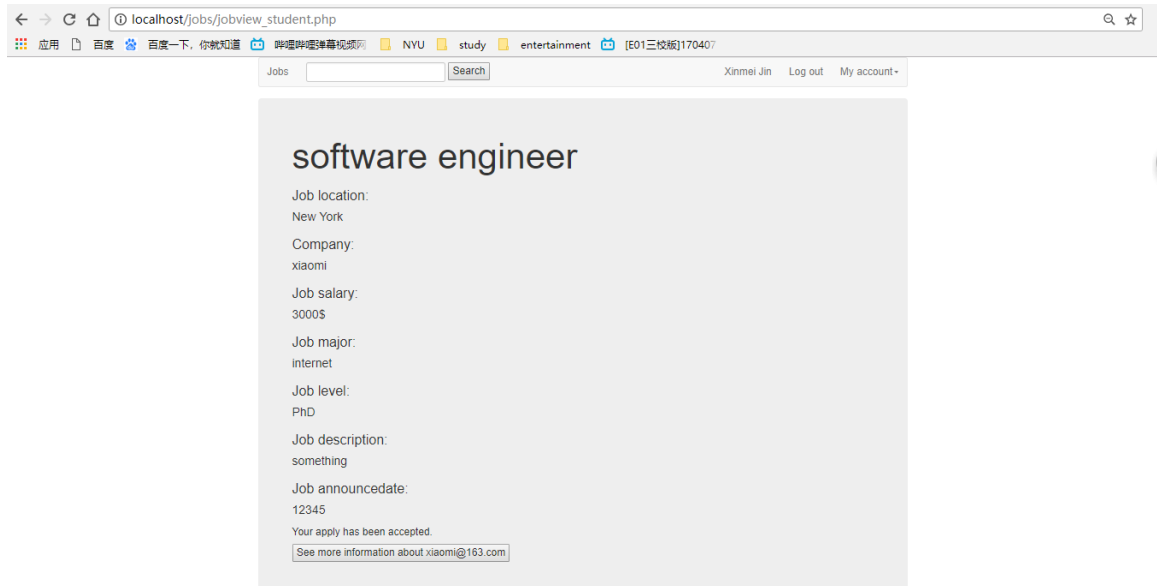 localhost/jobs/jobview_student.php
应用 百度 百度一下，你就知道 哔哩哔哩弹幕视频网 NYU study entertainment [E01三校版]170407
Jobs Search Xinmei Jin Log out My account
software engineer
Job location:
New York
Company:
xiaomi
Job salary:
3000$
Job major:
internet
Job level:
PhD
Job description:
something
Job announcedate:
12345
Your apply has been accepted.
See more information about xiaomi@163.com